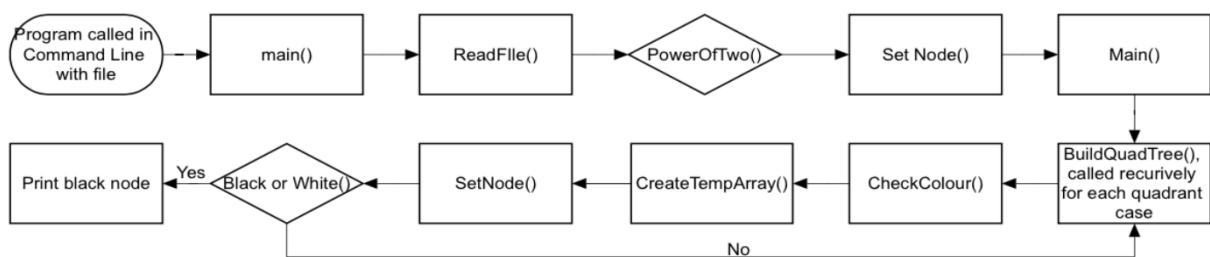 Program called in
Command Line
with file
main()
ReadFIle()
PowerOfTwo()
Set Node()
Main()
Print black node
Yes
Black or White()
SetNode()
CreateTempArray()
CheckColour()
BuildQuadTree(),
called recurively
for each quadrant
case
No